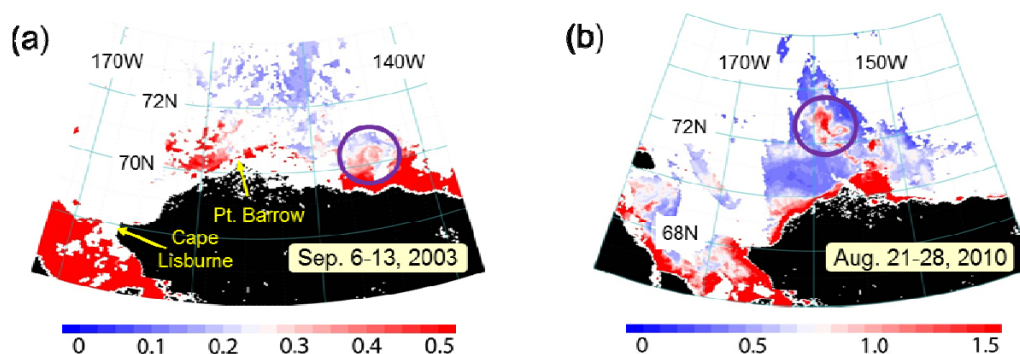 (a)
170W
140W
72N
70N
Pt. Barrow
Cape
Lisburne
Sep. 6-13, 2003
0 0.1 0.2 0.3 0.4 0.5
(b)
170W
150W
72N
68N
Aug. 21-28, 2010
0 0.5 1.0 1.5